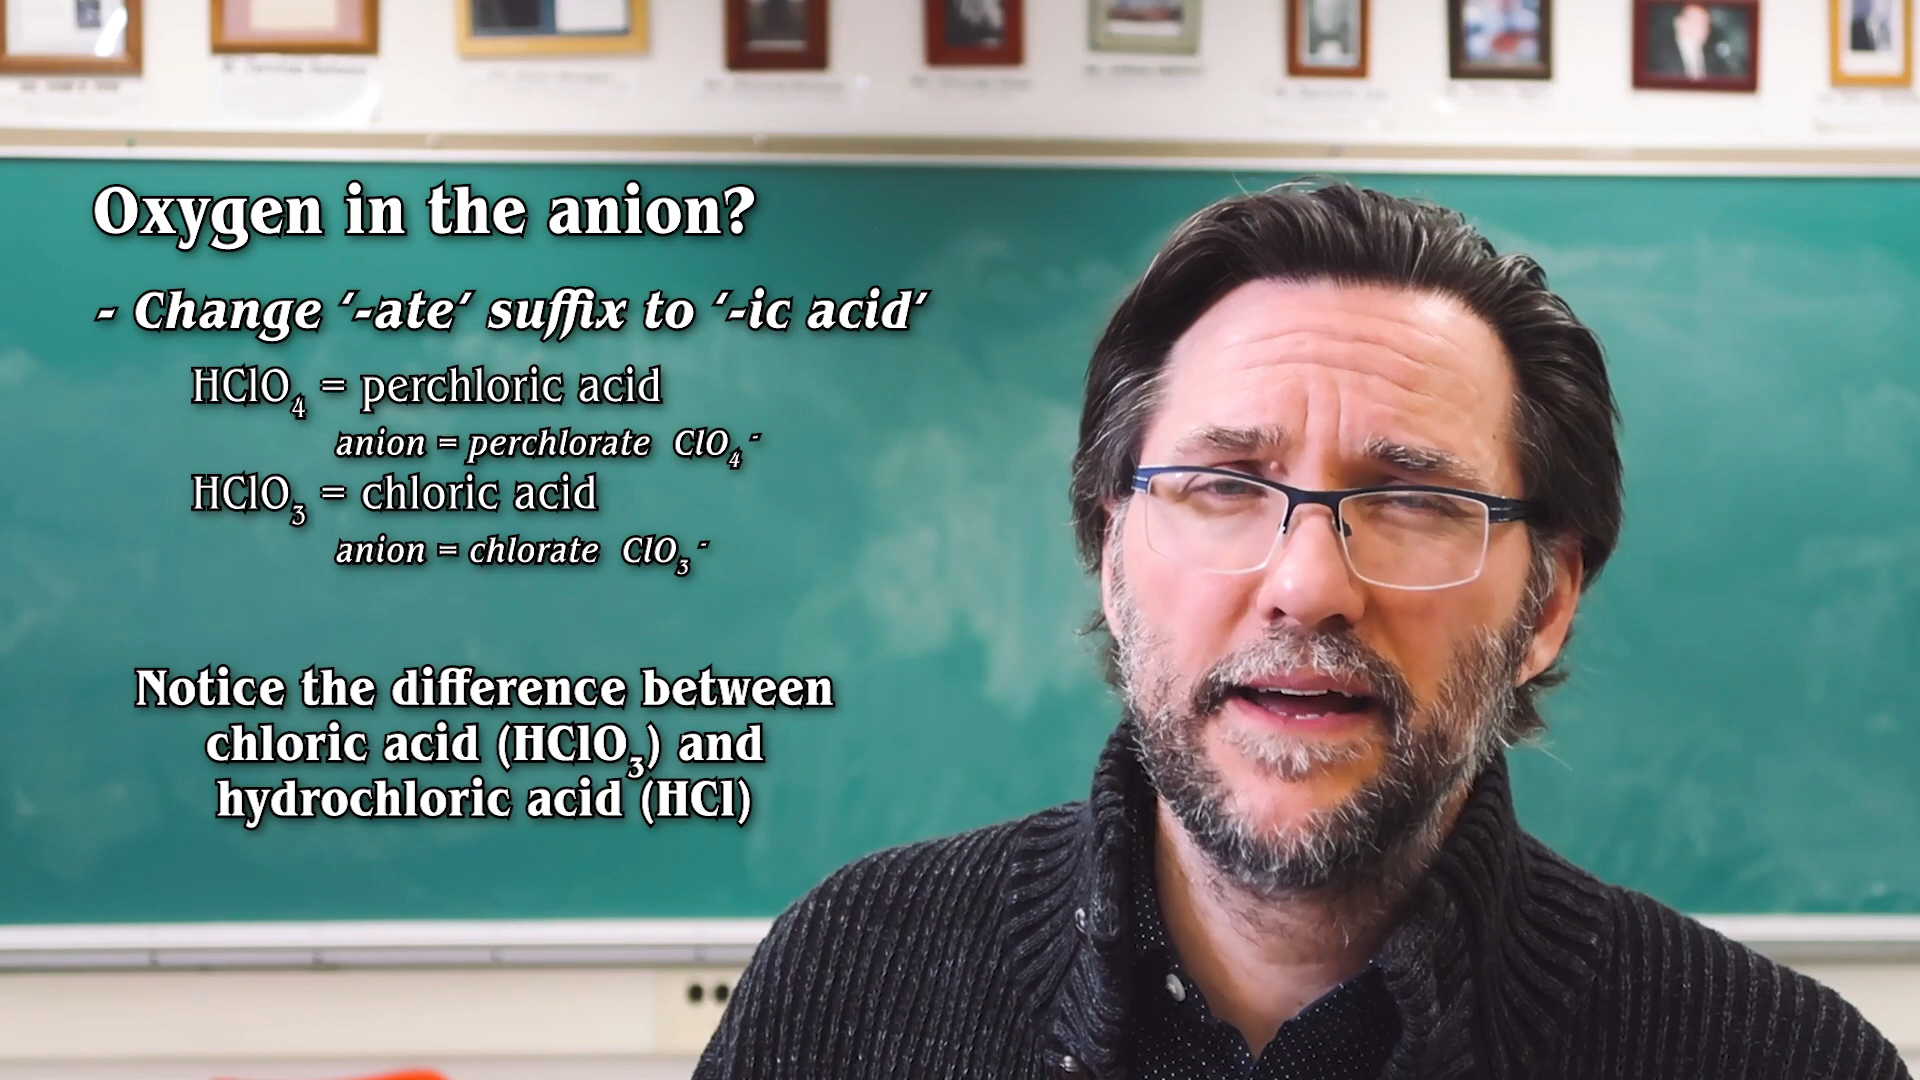 Oxygen in the anion?
- Change '-ate' suffix to '-ic acid'
HClO₄ = perchloric acid
anion = perchlorate ClO₄⁻
HClO₃ = chloric acid
anion = chlorate ClO₃⁻
Notice the difference between
chloric acid (HClO₃) and
hydrochloric acid (HCl)